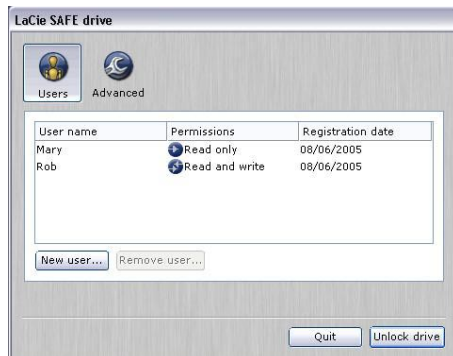 LaCie SAFE drive
Users Advanced
User name Permissions Registration date
Mary Read only 08/06/2005
Rob Read and write 08/06/2005
New user... Remove user...
Quit Unlock drive